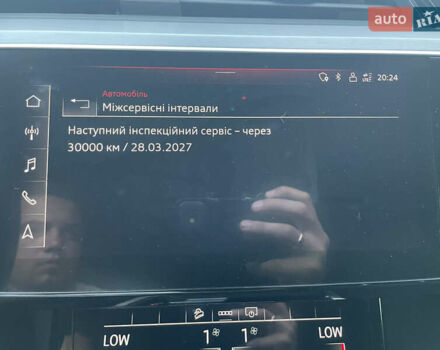 auto RIA
20:24
Автомобіль
Міжсервісні інтервали
Наступний інспекційний сервіс – через
30000 км / 28.03.2027
LOW 1 1 LOW